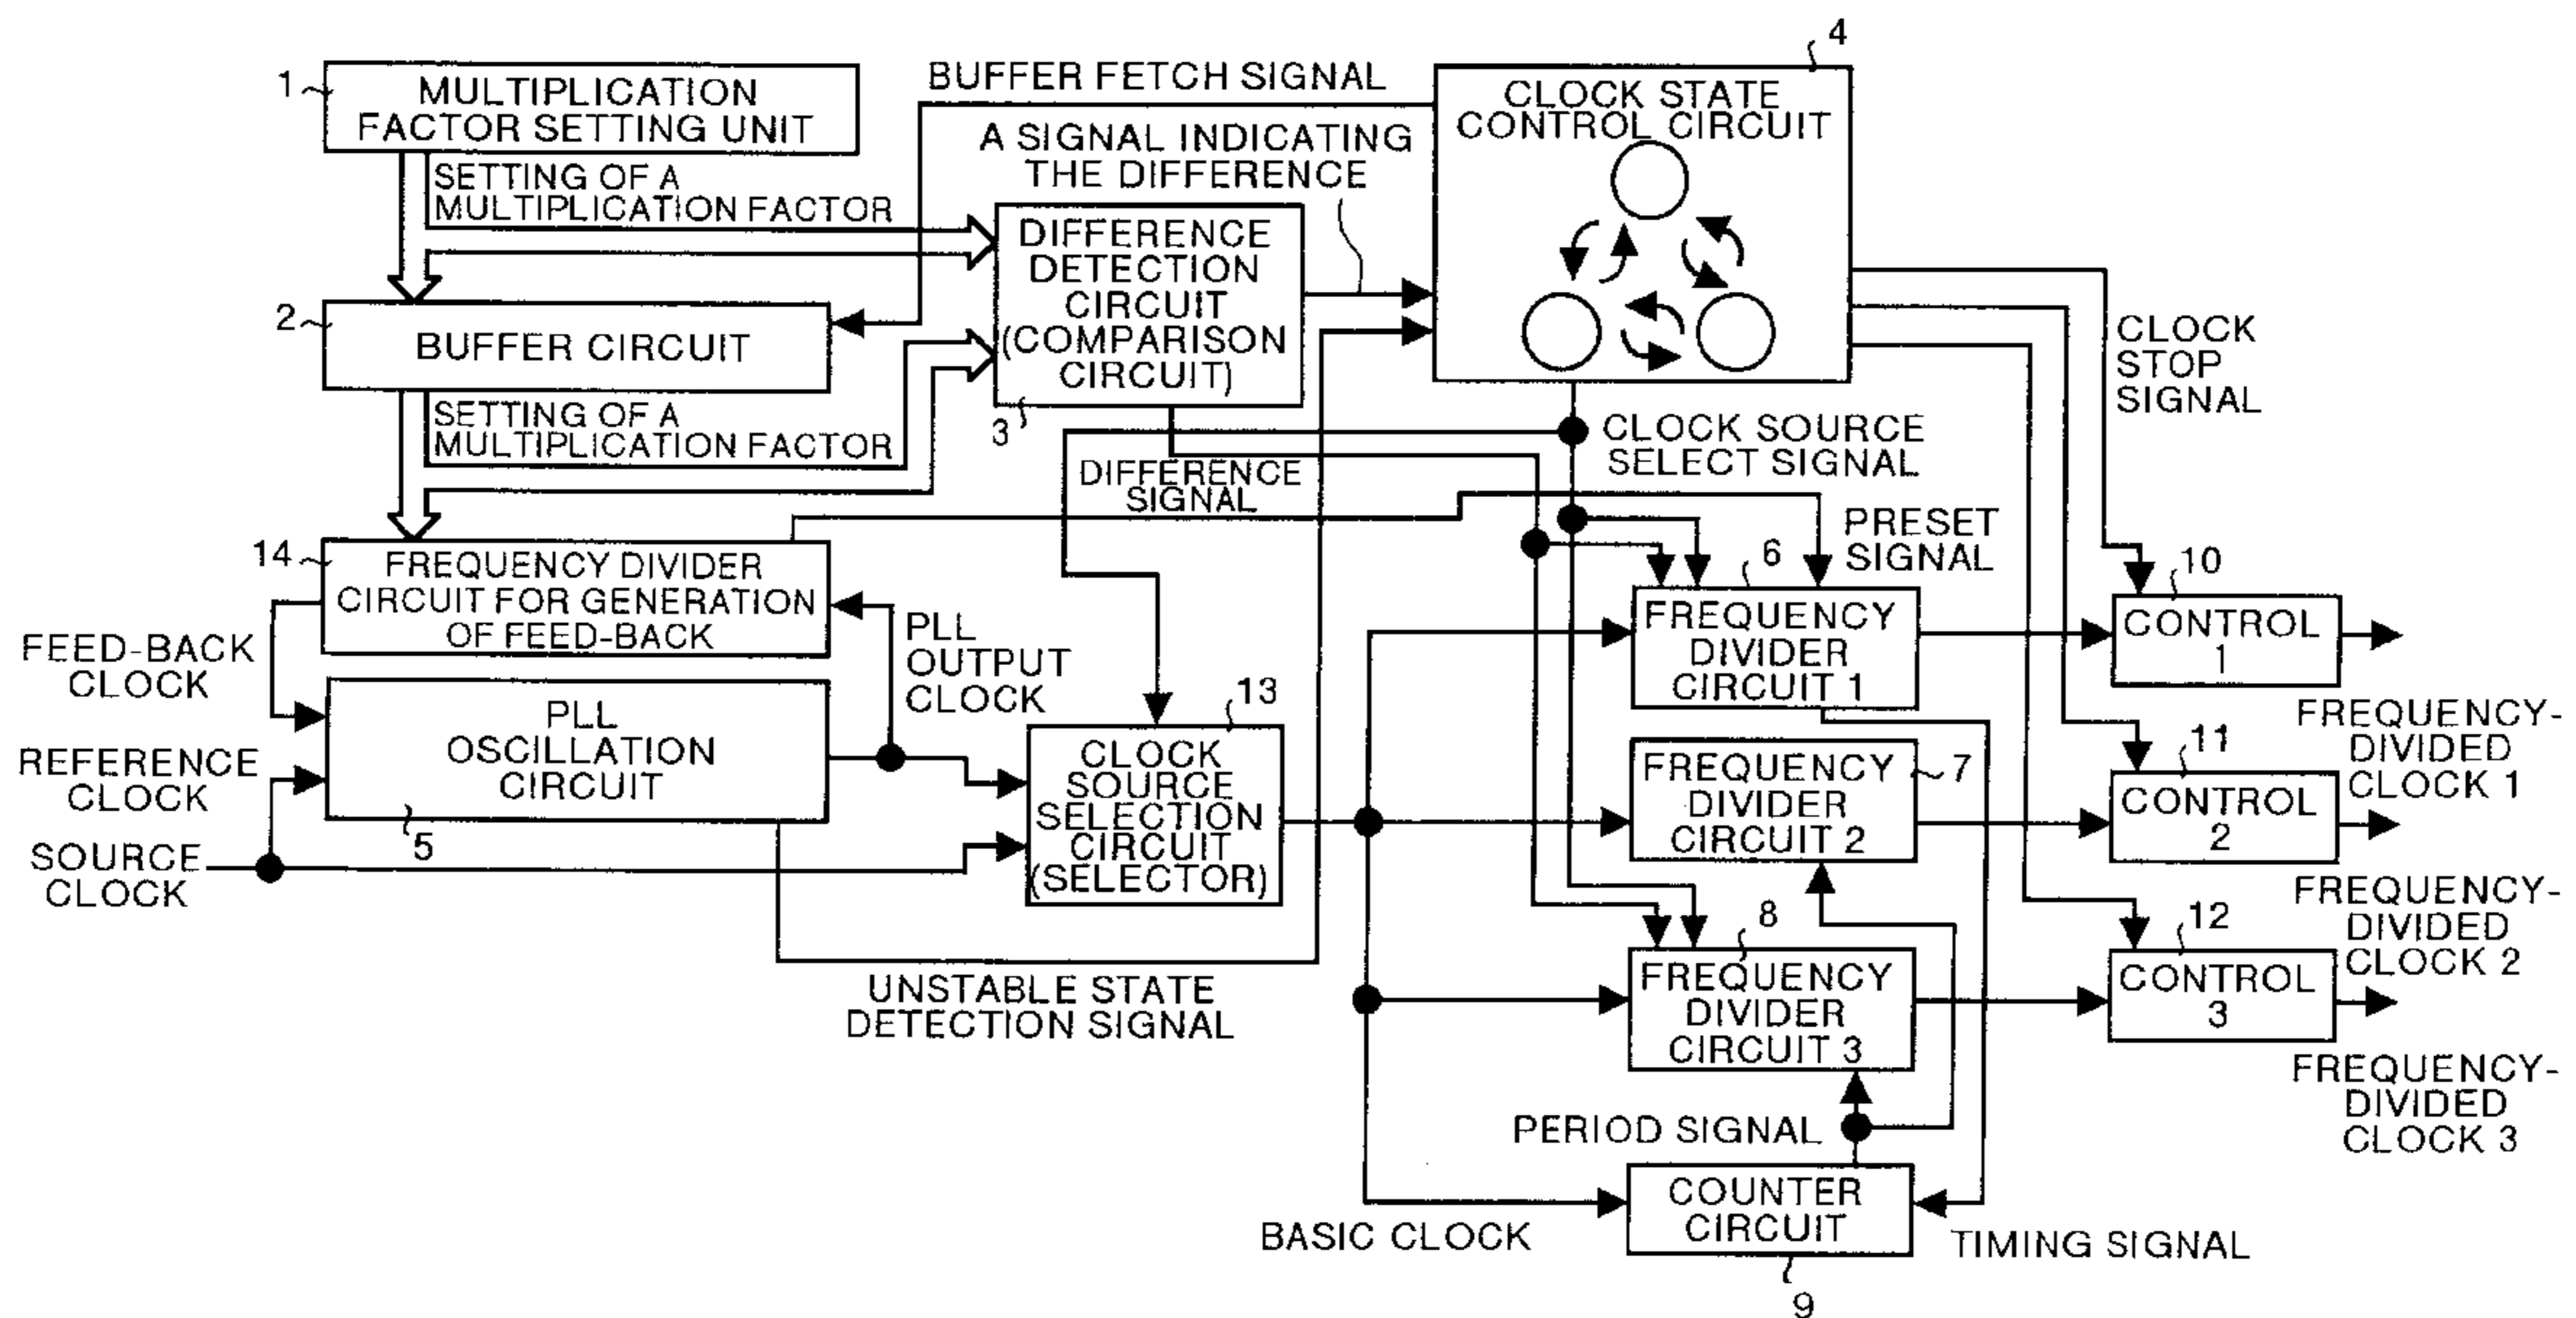 1
MULTIPLICATION
FACTOR SETTING UNIT
SETTING OF A
MULTIPLICATION FACTOR
2
BUFFER CIRCUIT
SETTING OF A
MULTIPLICATION FACTOR
BUFFER FETCH SIGNAL
A SIGNAL INDICATING
THE DIFFERENCE
DIFFERENCE
DETECTION
CIRCUIT
(COMPARISON
CIRCUIT)
3
4
CLOCK STATE
CONTROL CIRCUIT
CLOCK
STOP
SIGNAL
CLOCK SOURCE
SELECT SIGNAL
DIFFERENCE
SIGNAL
PRESET
SIGNAL
14
FREQUENCY DIVIDER
CIRCUIT FOR GENERATION
OF FEED-BACK
FEED-BACK
CLOCK
PLL
OUTPUT
CLOCK
PLL
OSCILLATION
CIRCUIT
5
REFERENCE
CLOCK
SOURCE
CLOCK
13
CLOCK
SOURCE
SELECTION
CIRCUIT
(SELECTOR)
UNSTABLE STATE
DETECTION SIGNAL
6
FREQUENCY
DIVIDER
CIRCUIT 1
7
FREQUENCY
DIVIDER
CIRCUIT 2
8
FREQUENCY
DIVIDER
CIRCUIT 3
10
CONTROL
1
FREQUENCY-
DIVIDED
CLOCK 1
11
CONTROL
2
FREQUENCY-
DIVIDED
CLOCK 2
12
CONTROL
3
FREQUENCY-
DIVIDED
CLOCK 3
PERIOD SIGNAL
COUNTER
CIRCUIT
9
BASIC CLOCK
TIMING SIGNAL